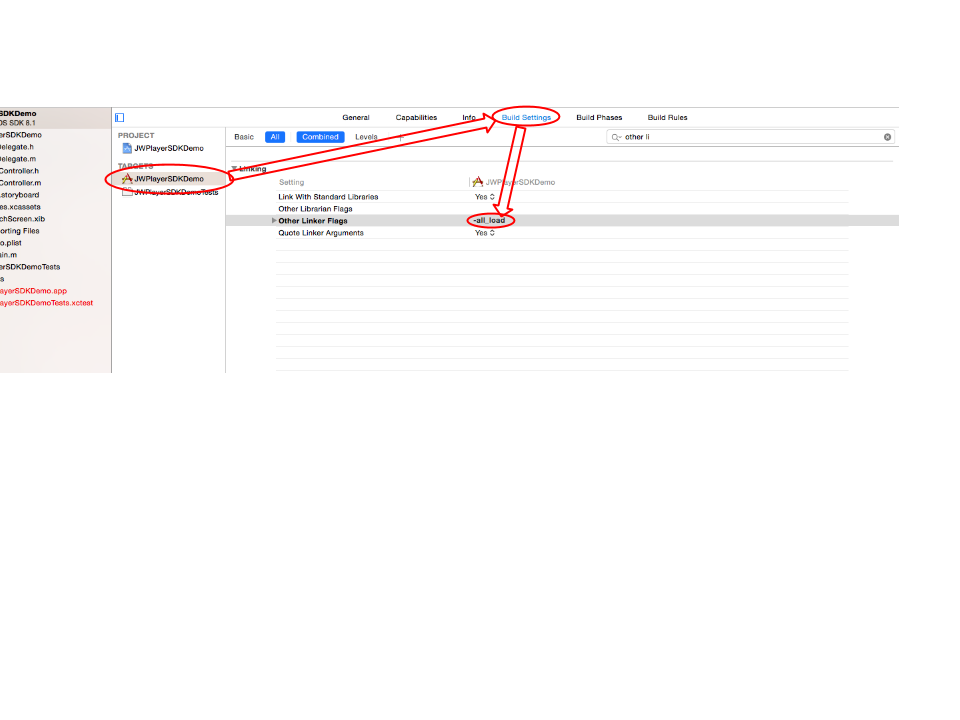 SDKDemo
OS SDK 8.1
erSDKDemo
Delegate.h
Delegate.m
Controller.h
Controller.m
.storyboard
es.xcassets
chScreen.xib
orting Files
o.plist
ain.m
erSDKDemoTests
s
ayerSDKDemo.app
ayerSDKDemoTests.xctest
PROJECT
JWPlayerSDKDemo
TARGETS
JWPlayerSDKDemo
JWPlayerSDKDemoTests
General Capabilities Info Build Settings Build Phases Build Rules
Basic All Combined Levels + other li
Linking
Setting JWPlayerSDKDemo
Link With Standard Libraries Yes
Other Librarian Flags
Other Linker Flags -all_load
Quote Linker Arguments Yes